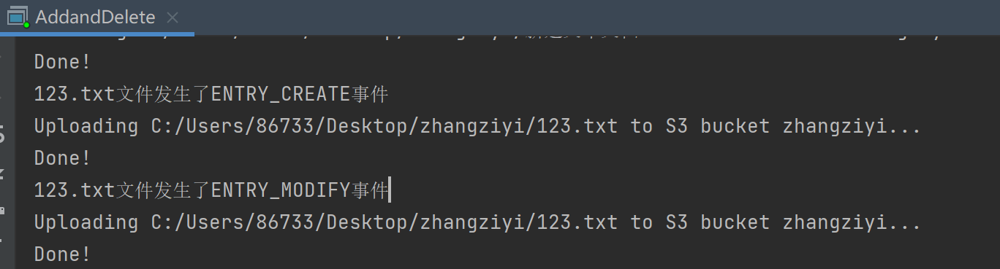 AddandDelete
Done!
123.txt文件发生了ENTRY_CREATE事件
Uploading C:/Users/86733/Desktop/zhangziyi/123.txt to S3 bucket zhangziyi...
Done!
123.txt文件发生了ENTRY_MODIFY事件
Uploading C:/Users/86733/Desktop/zhangziyi/123.txt to S3 bucket zhangziyi...
Done!